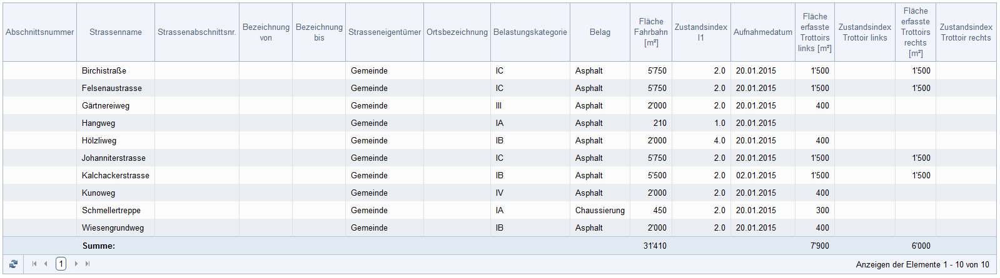 Abschnittsnummer Strassenname Strassenabschnittsnr. Bezeichnung von Bezeichnung bis Strasseneigentümer Ortsbezeichnung Belastungskategorie Belag Fläche Fahrbahn [m²] Zustandsindex I1 Aufnahmedatum Fläche erfasste Trottoirs links [m²] Zustandsindex Trottoir links Fläche erfasste Trottoirs rechts [m²] Zustandsindex Trottoir rechts
Birchistraße Gemeinde IC Asphalt 5'750 2.0 20.01.2015 1'500 1'500
Felsenaustrasse Gemeinde IC Asphalt 5'750 2.0 20.01.2015 1'500 1'500
Gärtnereiweg Gemeinde III Asphalt 2'000 2.0 20.01.2015 400
Hangweg Gemeinde IA Asphalt 210 1.0 20.01.2015
Hölzliweg Gemeinde IB Asphalt 2'000 4.0 20.01.2015 400
Johanniterstrasse Gemeinde IC Asphalt 5'750 2.0 20.01.2015 1'500 1'500
Kalchackerstrasse Gemeinde IB Asphalt 5'500 2.0 02.01.2015 1'500 1'500
Kunoweg Gemeinde IV Asphalt 2'000 2.0 20.01.2015 400
Schmellertreppe Gemeinde IA Chaussierung 450 2.0 20.01.2015 300
Wiesengrundweg Gemeinde IB Asphalt 2'000 2.0 20.01.2015 400
Summe: 31'410 7'900 6'000
1 Anzeigen der Elemente 1 - 10 von 10